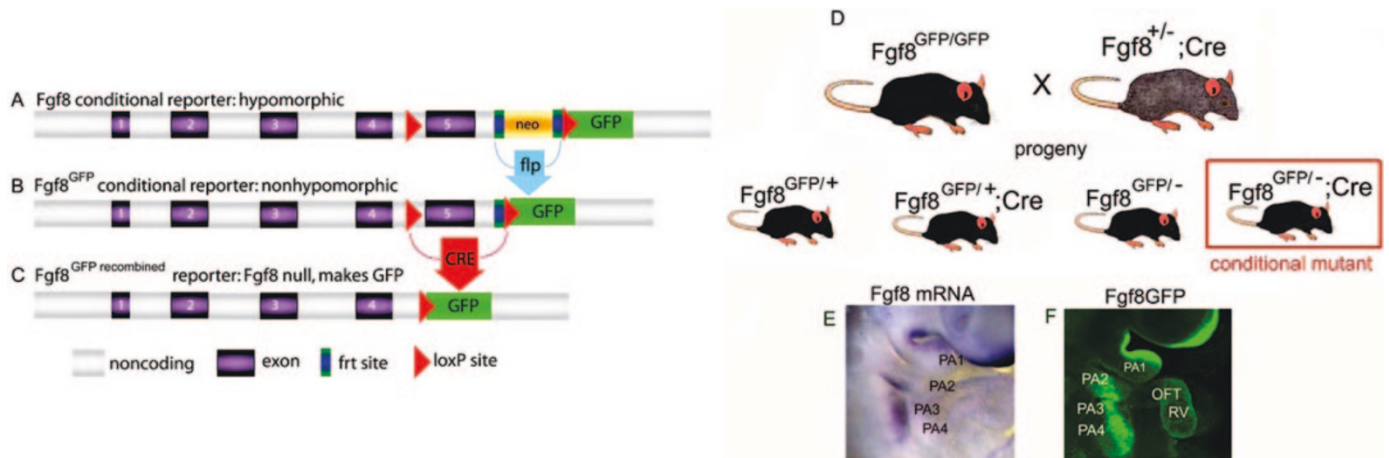 A Fgf8 conditional reporter: hypomorphic
1 2 3 4 5 neo GFP
flp
B Fgf8GFP conditional reporter: nonhypomorphic
1 2 3 4 5 GFP
CRE
C Fgf8GFP recombined reporter: Fgf8 null, makes GFP
1 2 3 4 GFP
noncoding exon frt site loxP site
D
Fgf8GFP/GFP X Fgf8+/- ;Cre
progeny
Fgf8GFP/+ Fgf8GFP/+;Cre Fgf8GFP/- Fgf8GFP/-;Cre
conditional mutant
Fgf8 mRNA
E
PA1
PA2
PA3
PA4
Fgf8GFP
F
PA1
PA2
OFT
PA3
RV
PA4